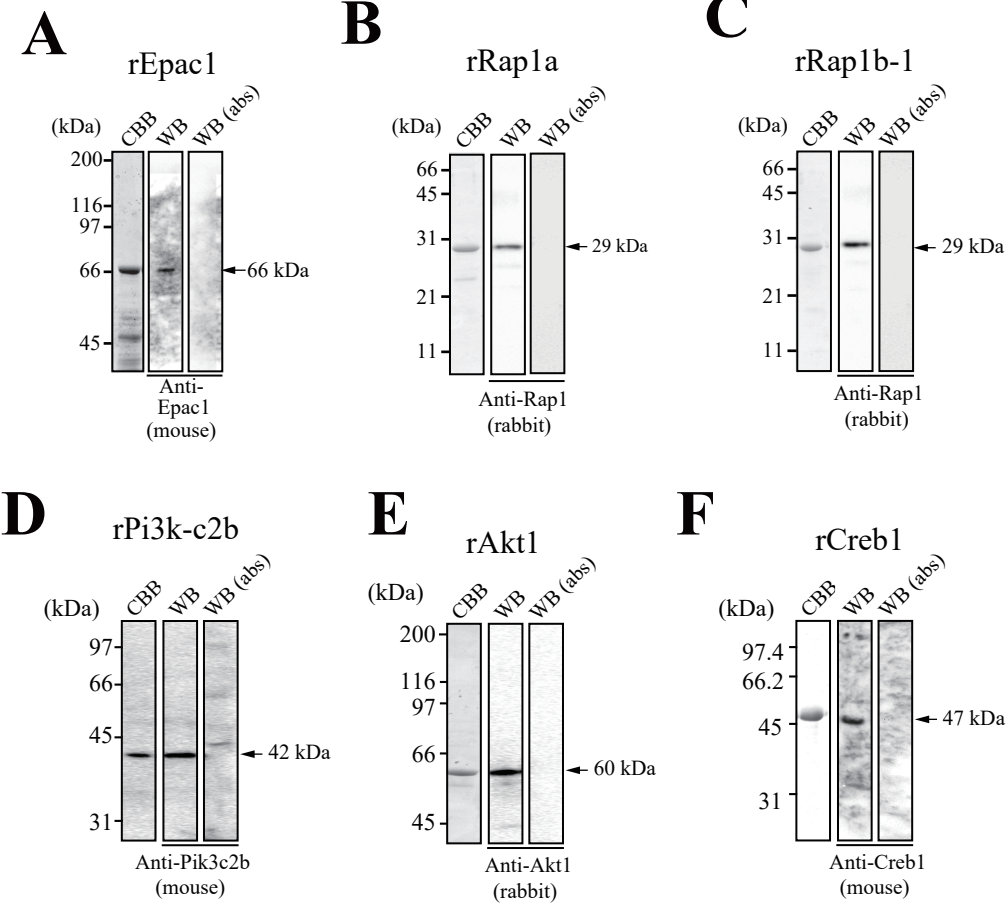 A
rEpac1
(kDa)
CBB
WB
WB (abs)
200
116
97
66
45
66 kDa
Anti-
Epac1
(mouse)
B
rRap1a
(kDa)
CBB
WB
WB (abs)
66
45
31
21
11
29 kDa
Anti-Rap1
(rabbit)
C
rRap1b-1
(kDa)
CBB
WB
WB (abs)
66
45
31
21
11
29 kDa
Anti-Rap1
(rabbit)
D
rPi3k-c2b
(kDa)
CBB
WB
WB (abs)
97
66
45
31
42 kDa
Anti-Pik3c2b
(mouse)
E
rAkt1
(kDa)
CBB
WB
WB (abs)
200
116
97
66
45
60 kDa
Anti-Akt1
(rabbit)
F
rCreb1
(kDa)
CBB
WB
WB (abs)
97.4
66.2
45
31
47 kDa
Anti-Creb1
(mouse)